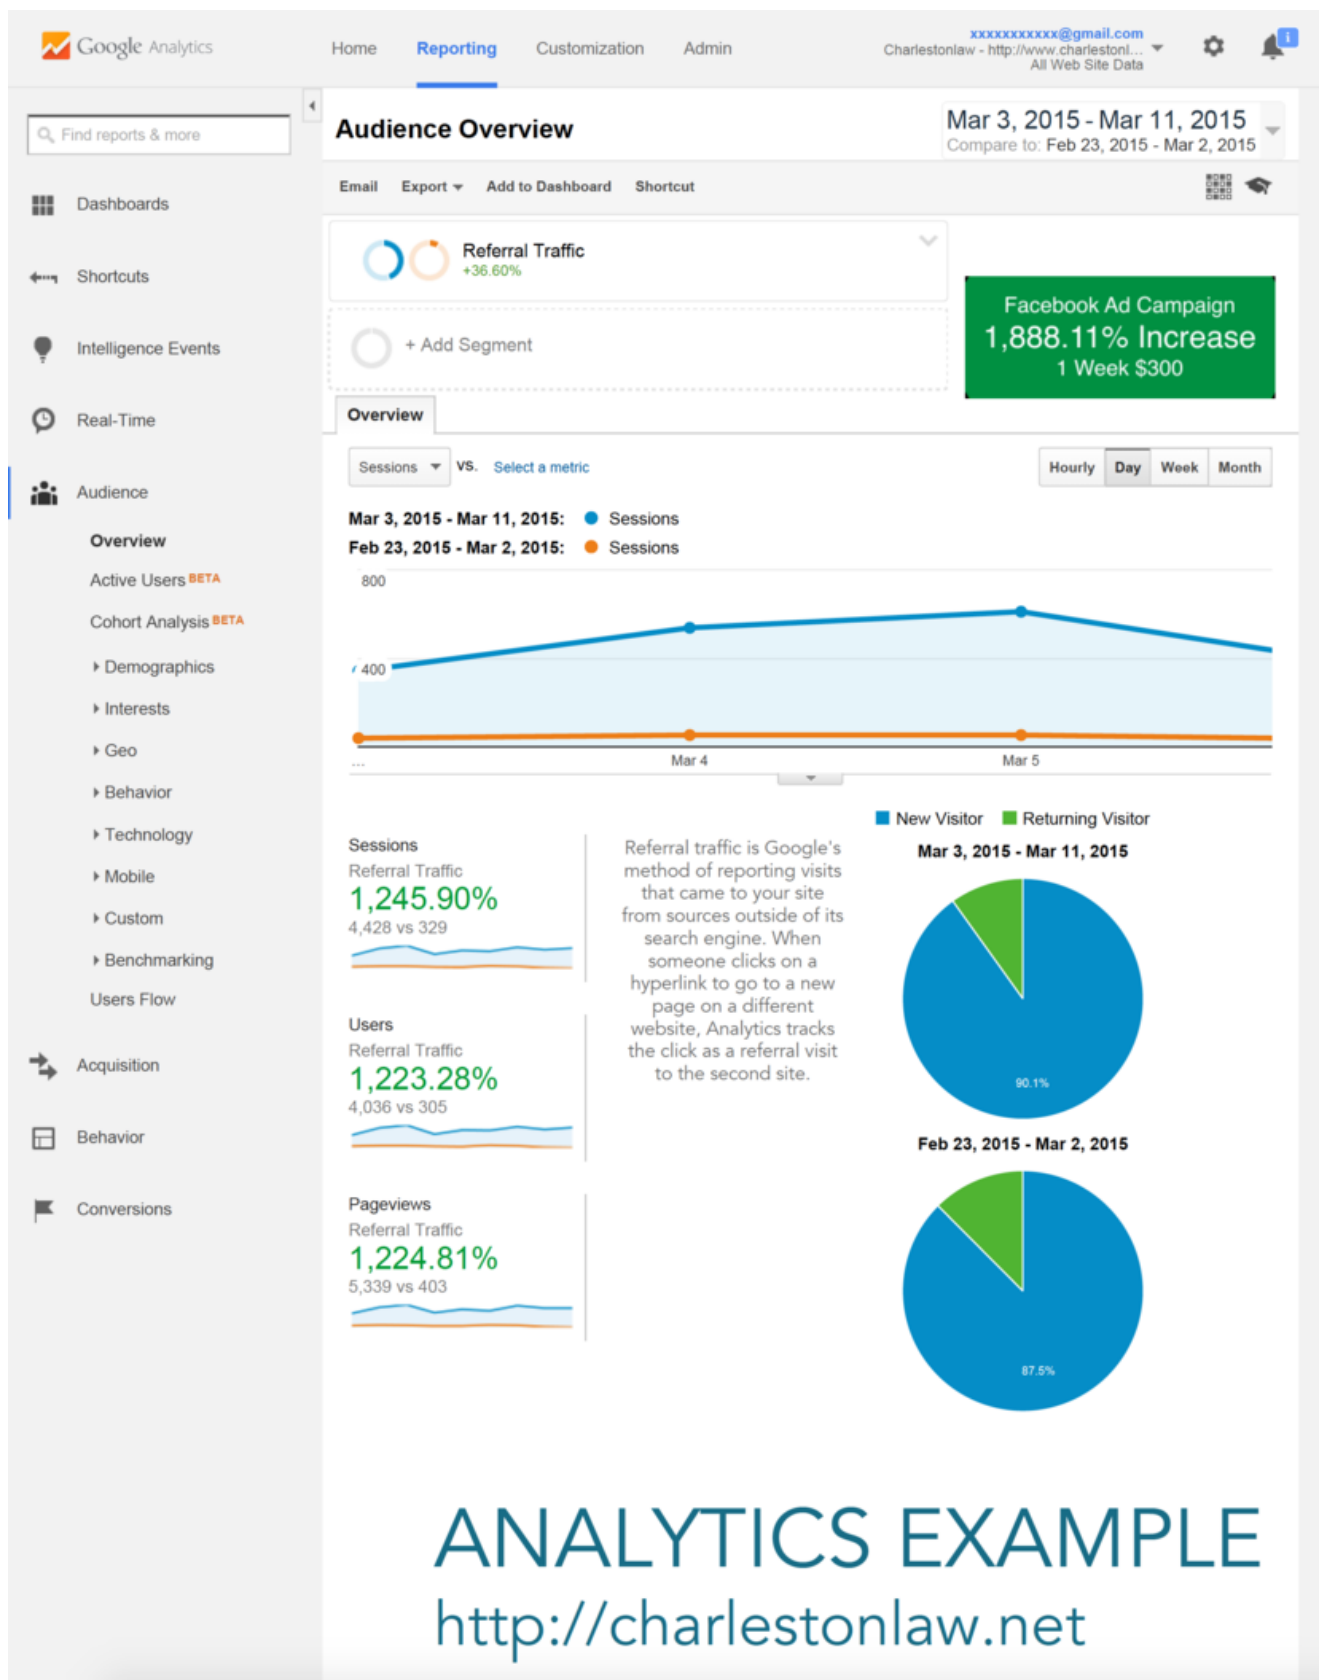 Google Analytics
Home Reporting Customization Admin
xxxxxxxxxxx@gmail.com
Charlestonlaw - http://www.charlestonl...
All Web Site Data
i
Find reports & more
Dashboards
Shortcuts
Intelligence Events
Real-Time
Audience
Overview
Active Users BETA
Cohort Analysis BETA
Demographics
Interests
Geo
Behavior
Technology
Mobile
Custom
Benchmarking
Users Flow
Acquisition
Behavior
Conversions
Audience Overview
Mar 3, 2015 - Mar 11, 2015
Compare to: Feb 23, 2015 - Mar 2, 2015
Email Export Add to Dashboard Shortcut
Referral Traffic
+36.60%
+ Add Segment
Facebook Ad Campaign
1,888.11% Increase
1 Week $300
Overview
Sessions VS. Select a metric
Hourly Day Week Month
Mar 3, 2015 - Mar 11, 2015: Sessions
Feb 23, 2015 - Mar 2, 2015: Sessions
800
400
... Mar 4 Mar 5
Sessions
Referral Traffic
1,245.90%
4,428 vs 329
Users
Referral Traffic
1,223.28%
4,036 vs 305
Pageviews
Referral Traffic
1,224.81%
5,339 vs 403
Referral traffic is Google's
method of reporting visits
that came to your site
from sources outside of its
search engine. When
someone clicks on a
hyperlink to go to a new
page on a different
website, Analytics tracks
the click as a referral visit
to the second site.
New Visitor Returning Visitor
Mar 3, 2015 - Mar 11, 2015
90.1%
Feb 23, 2015 - Mar 2, 2015
87.5%
ANALYTICS EXAMPLE
http://charlestonlaw.net